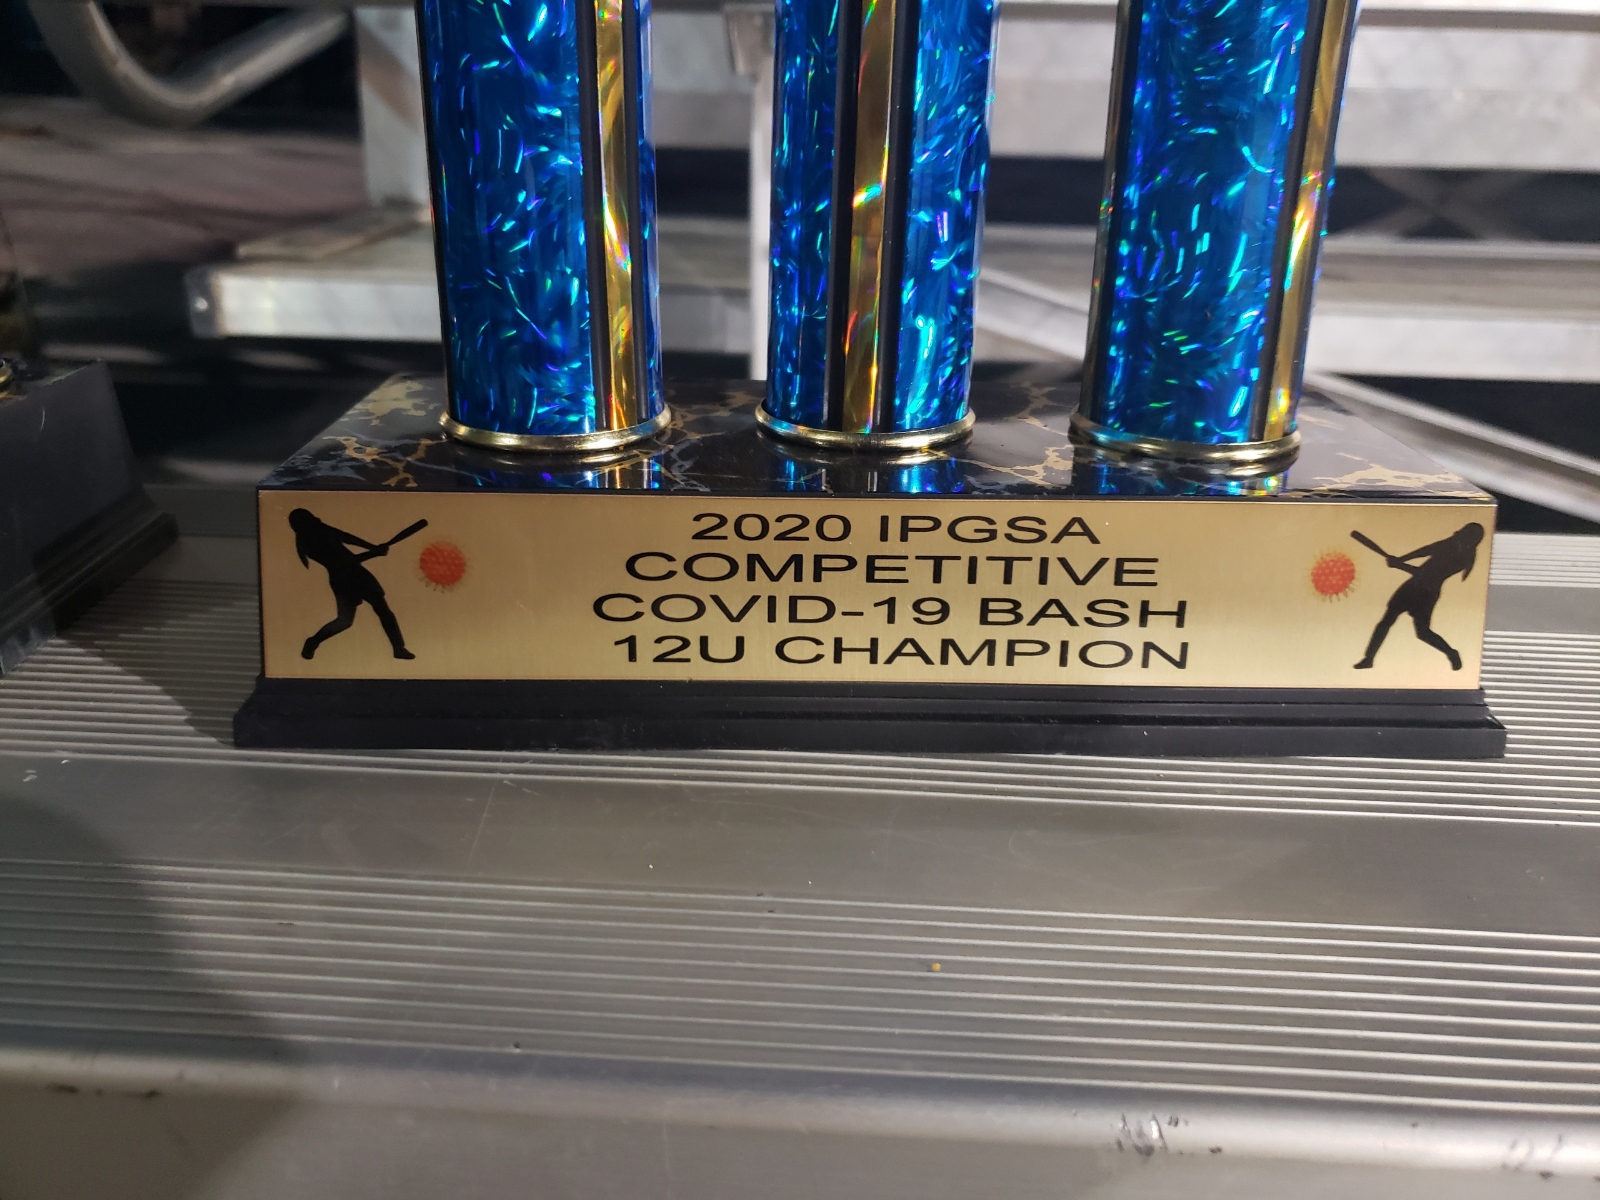 2020 IPGSA
COMPETITIVE
COVID-19 BASH
12U CHAMPION